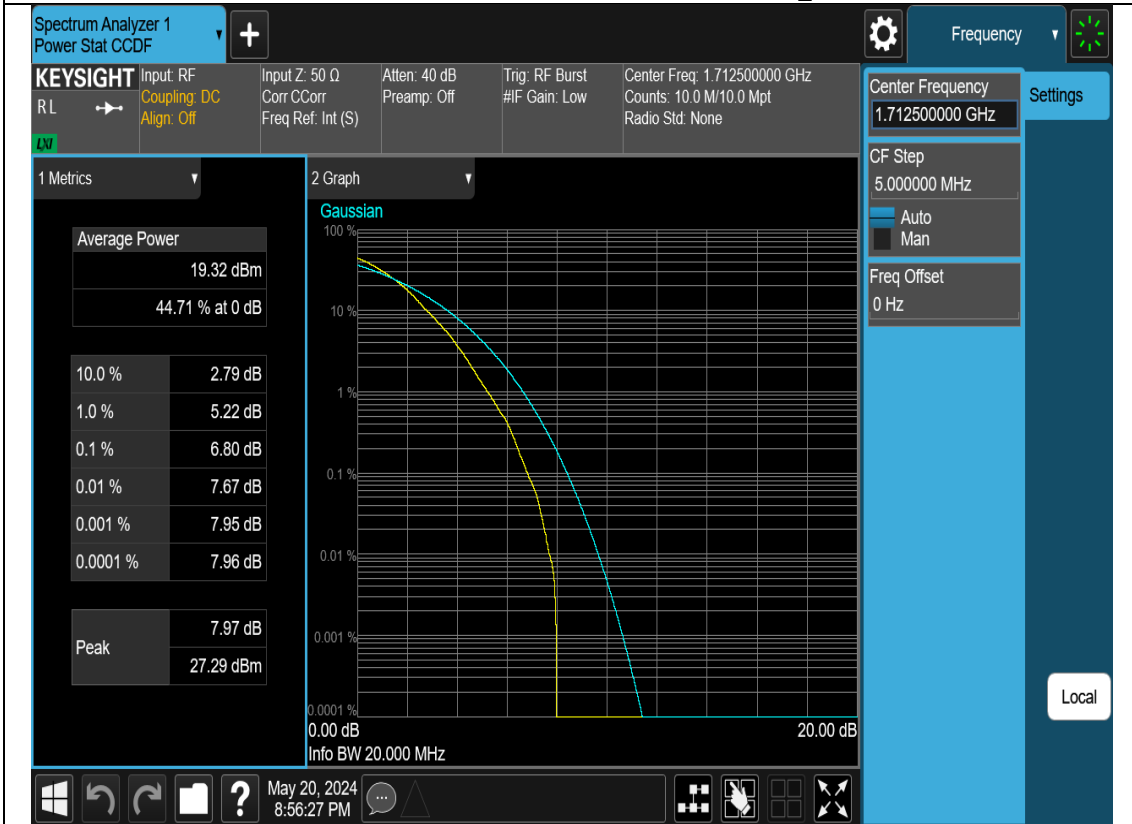 Spectrum Analyzer 1
Power Stat CCDF
Frequency
KEYSIGHT
RL
LXI
Input: RF
Coupling: DC
Align: Off
Input Z: 50 Ω
Corr CCorr
Freq Ref: Int (S)
Atten: 40 dB
Preamp: Off
Trig: RF Burst
#IF Gain: Low
Center Freq: 1.712500000 GHz
Counts: 10.0 M/10.0 Mpt
Radio Std: None
Center Frequency
1.712500000 GHz
Settings
CF Step
5.000000 MHz
Auto
Man
Freq Offset
0 Hz
1 Metrics
Average Power
19.32 dBm
44.71 % at 0 dB
10.0 % 2.79 dB
1.0 % 5.22 dB
0.1 % 6.80 dB
0.01 % 7.67 dB
0.001 % 7.95 dB
0.0001 % 7.96 dB
Peak 7.97 dB
27.29 dBm
2 Graph
Gaussian
100 %
10 %
1 %
0.1 %
0.01 %
0.001 %
0.0001 %
0.00 dB 20.00 dB
Info BW 20.000 MHz
Local
?
May 20, 2024
8:56:27 PM